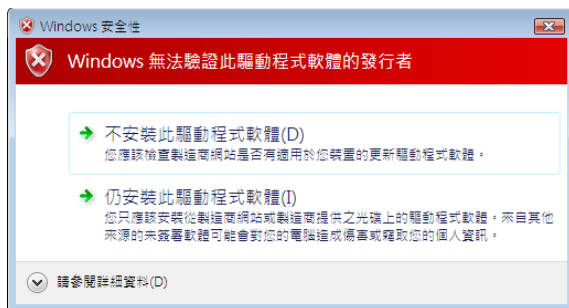 Windows 安全性
Windows 無法驗證此驅動程式軟體的發行者
不安裝此驅動程式軟體(D)
您應該檢查製造商網站是否有適用於您裝置的更新驅動程式軟體。
仍安裝此驅動程式軟體(I)
您只應該安裝從製造商網站或製造商提供之光碟上的驅動程式軟體。來自其他
來源的未簽署軟體可能會對您的電腦造成傷害或竊取您的個人資訊。
請參閱詳細資料(D)